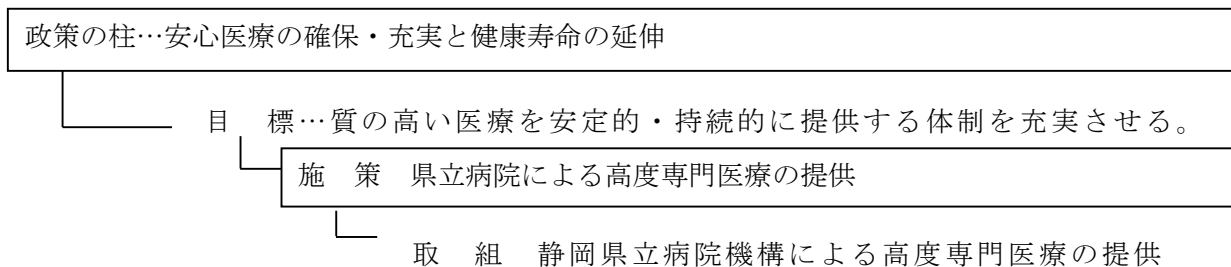 政策の柱…安心医療の確保・充実と健康寿命の延伸
目　標…質の高い医療を安定的・持続的に提供する体制を充実させる。
施　策　県立病院による高度専門医療の提供
取　組　静岡県立病院機構による高度専門医療の提供